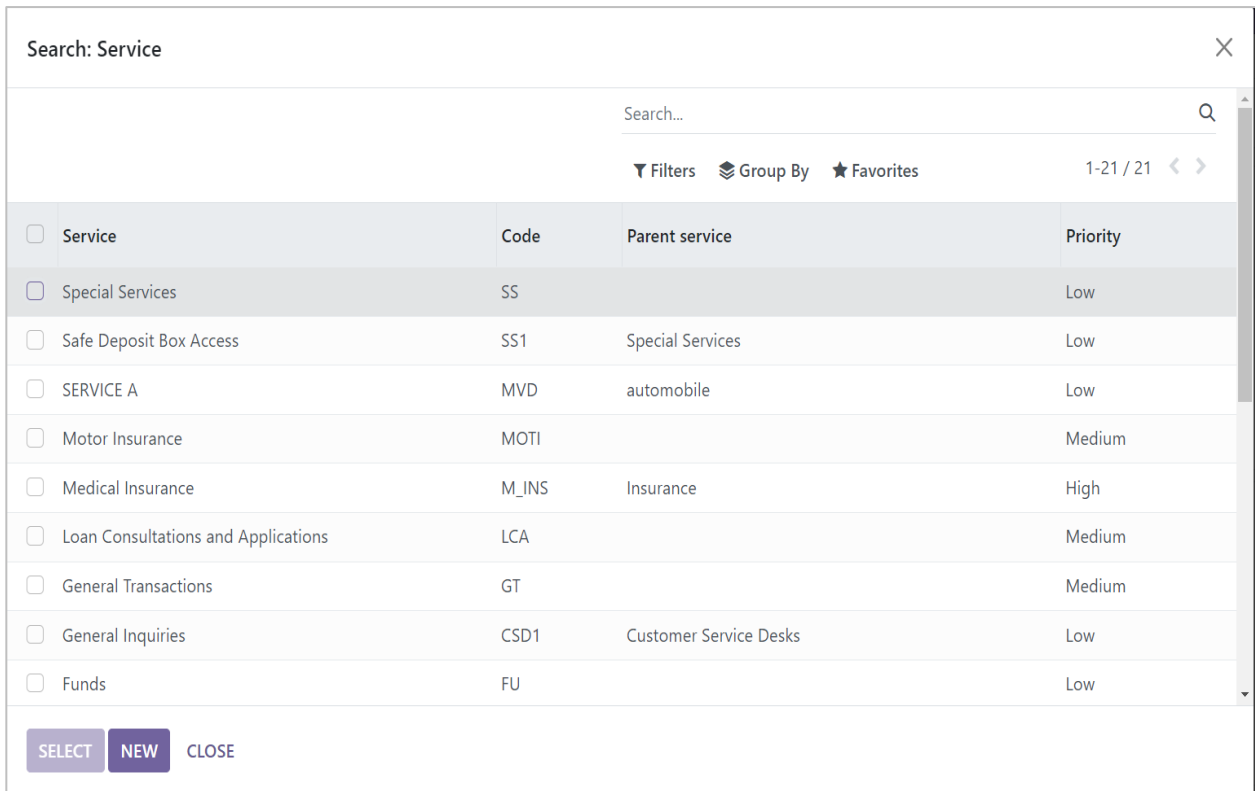 Search: Service
Search...
Filters Group By Favorites 1-21 / 21
Service Code Parent service Priority
Special Services SS Low
Safe Deposit Box Access SS1 Special Services Low
SERVICE A MVD automobile Low
Motor Insurance MOTI Medium
Medical Insurance M_INS Insurance High
Loan Consultations and Applications LCA Medium
General Transactions GT Medium
General Inquiries CSD1 Customer Service Desks Low
Funds FU Low
SELECT NEW CLOSE